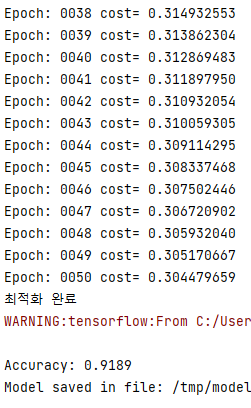 Epoch: 0038 cost= 0.314932553
Epoch: 0039 cost= 0.313862304
Epoch: 0040 cost= 0.312869483
Epoch: 0041 cost= 0.311897950
Epoch: 0042 cost= 0.310932054
Epoch: 0043 cost= 0.310059305
Epoch: 0044 cost= 0.309114295
Epoch: 0045 cost= 0.308337468
Epoch: 0046 cost= 0.307502446
Epoch: 0047 cost= 0.306720902
Epoch: 0048 cost= 0.305932040
Epoch: 0049 cost= 0.305170667
Epoch: 0050 cost= 0.304479659
최적화 완료
WARNING:tensorflow:From C:/User
Accuracy: 0.9189
Model saved in file: /tmp/model